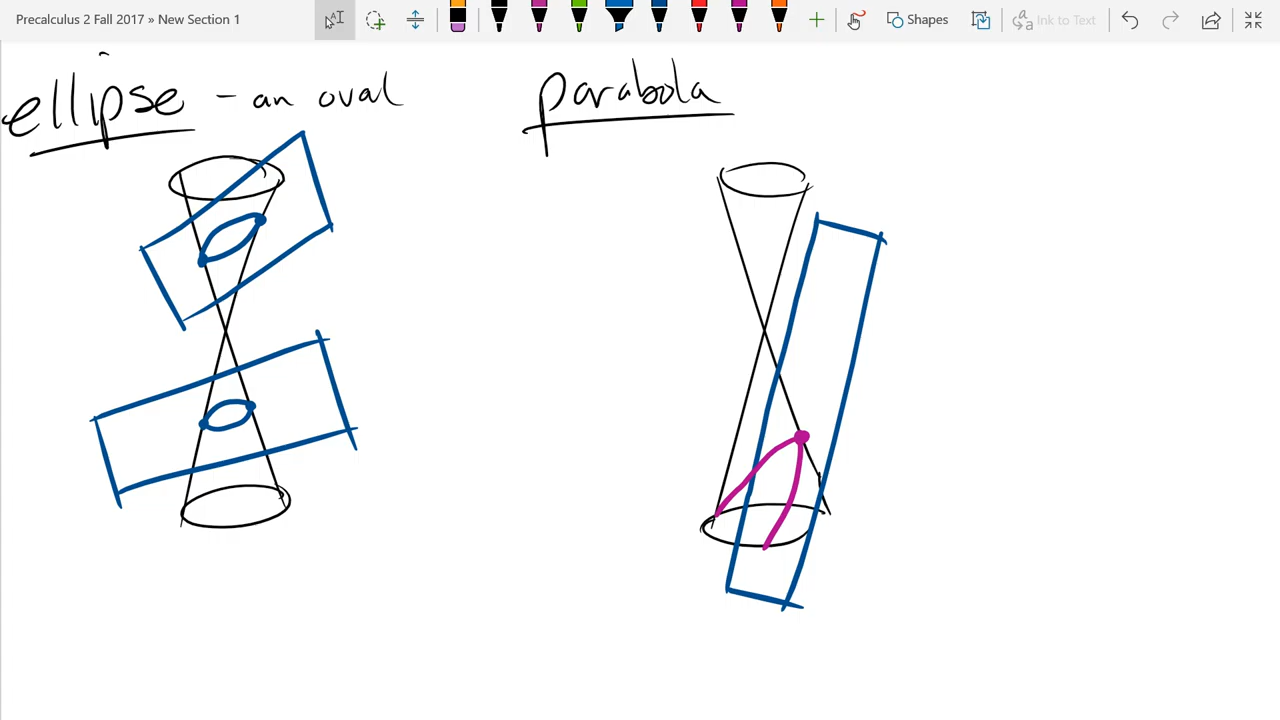 Precalculus 2 Fall 2017 » New Section 1
Shapes
Ink to Text
ellipse - an oval
parabola